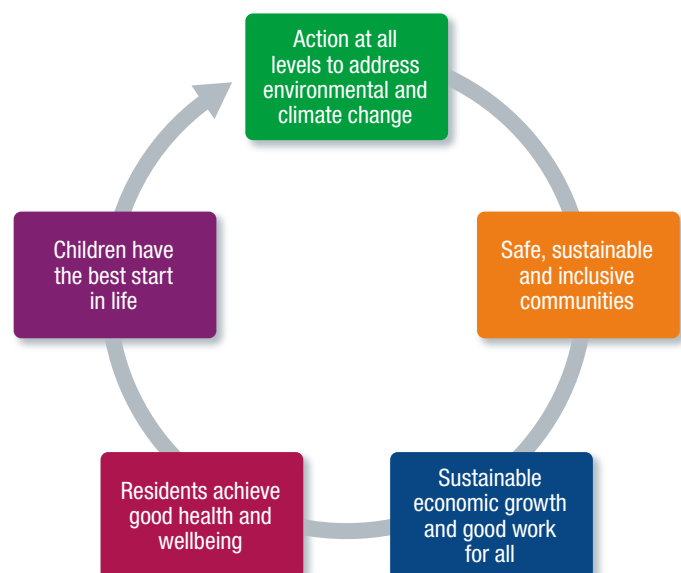 Action at all
levels to address
environmental and
climate change
Safe, sustainable
and inclusive
communities
Sustainable
economic growth
and good work
for all
Residents achieve
good health and
wellbeing
Children have
the best start
in life